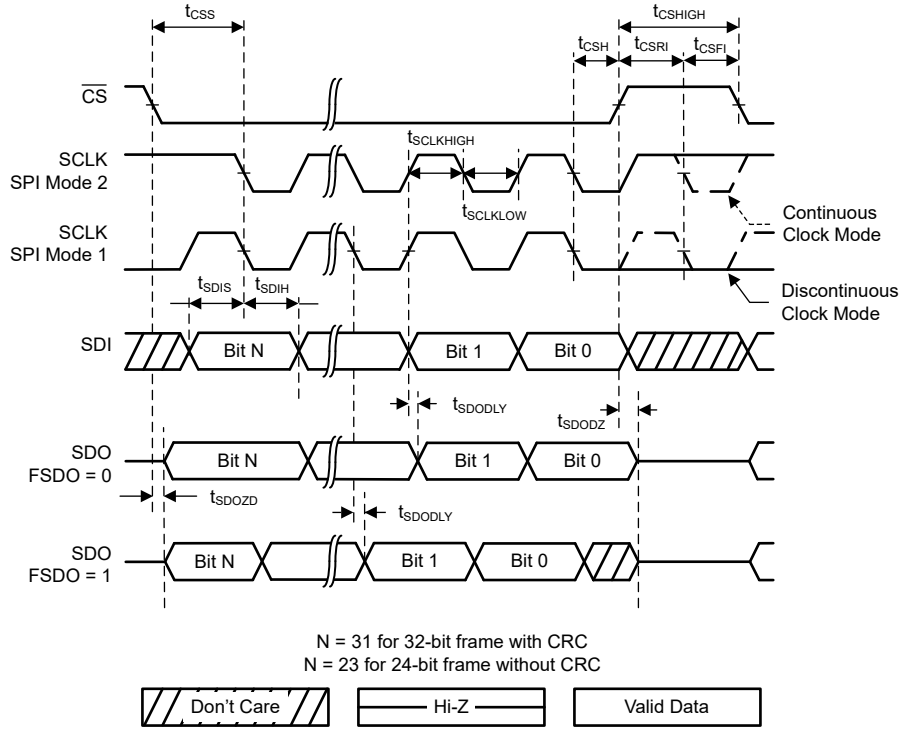 tCSS
tCSHIGH
tCSH
tCSRI
tCSFI
CS
SCLK
SPI Mode 2
tSCLKHIGH
tSCLKLOW
Continuous
Clock Mode
SCLK
SPI Mode 1
Discontinuous
Clock Mode
tSDIS
tSDIH
SDI
Bit N
Bit 1
Bit 0
tSDODLY
tSDODZ
SDO
FSDO = 0
Bit N
Bit 1
Bit 0
tSDOZD
tSDODLY
SDO
FSDO = 1
Bit N
Bit 1
Bit 0
N = 31 for 32-bit frame with CRC
N = 23 for 24-bit frame without CRC
Don't Care
Hi-Z
Valid Data